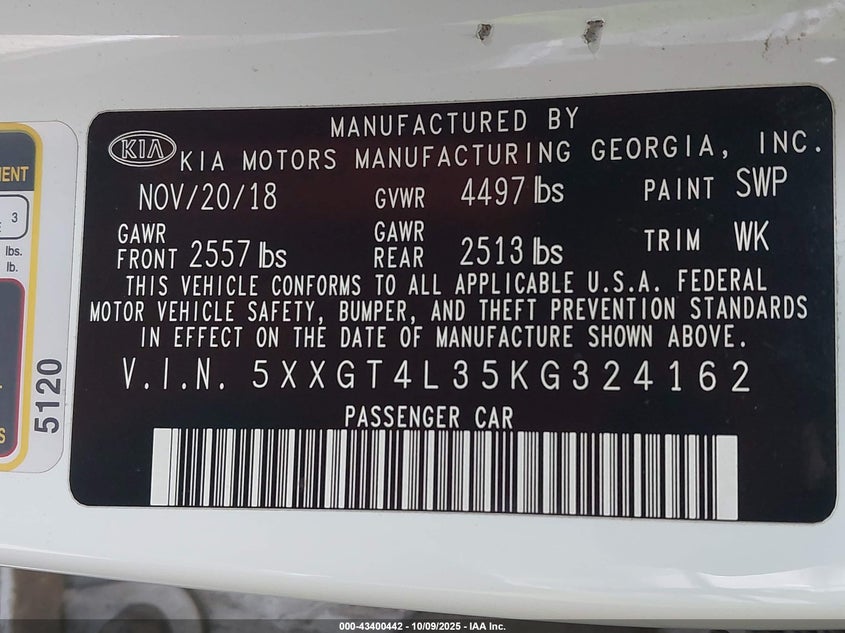 MANUFACTURED BY
KIA KIA MOTORS MANUFACTURING GEORGIA, INC.
NOV/20/18 GVWR 4497 lbs PAINT SWP
GAWR FRONT 2557 lbs GAWR REAR 2513 lbs TRIM WK
THIS VEHICLE CONFORMS TO ALL APPLICABLE U.S.A. FEDERAL
MOTOR VEHICLE SAFETY, BUMPER, AND THEFT PREVENTION STANDARDS
IN EFFECT ON THE DATE OF MANUFACTURE SHOWN ABOVE.
V.I.N. 5XXGT4L35KG324162
PASSENGER CAR
3
lbs.
lb.
5120
000-43400442 - 10/09/2025 - IAA Inc.